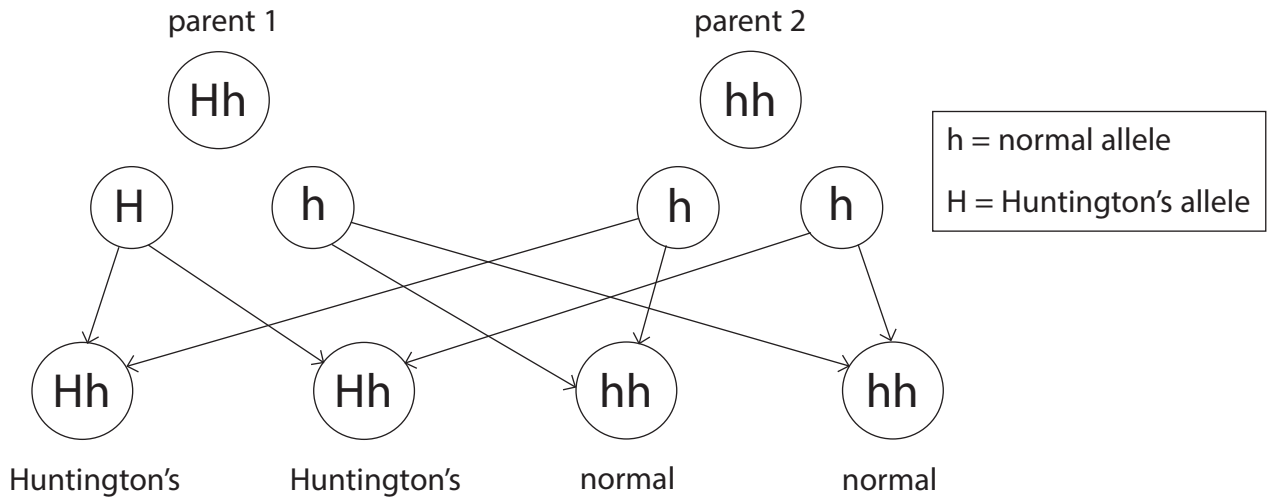 parent 1
parent 2
Hh
hh
h = normal allele
H = Huntington's allele
H
h
h
h
Hh
Hh
hh
hh
Huntington's
Huntington's
normal
normal